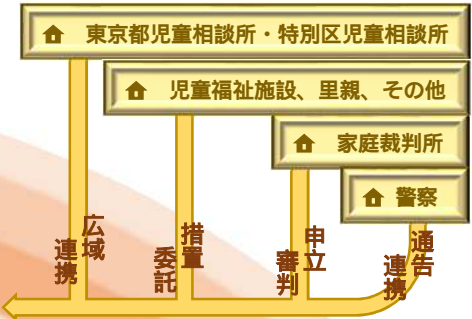 東京都児童相談所・特別区児童相談所
児童福祉施設、里親、その他
家庭裁判所
警察
広域
連携
措置
委託
申立
審判
通告
連携